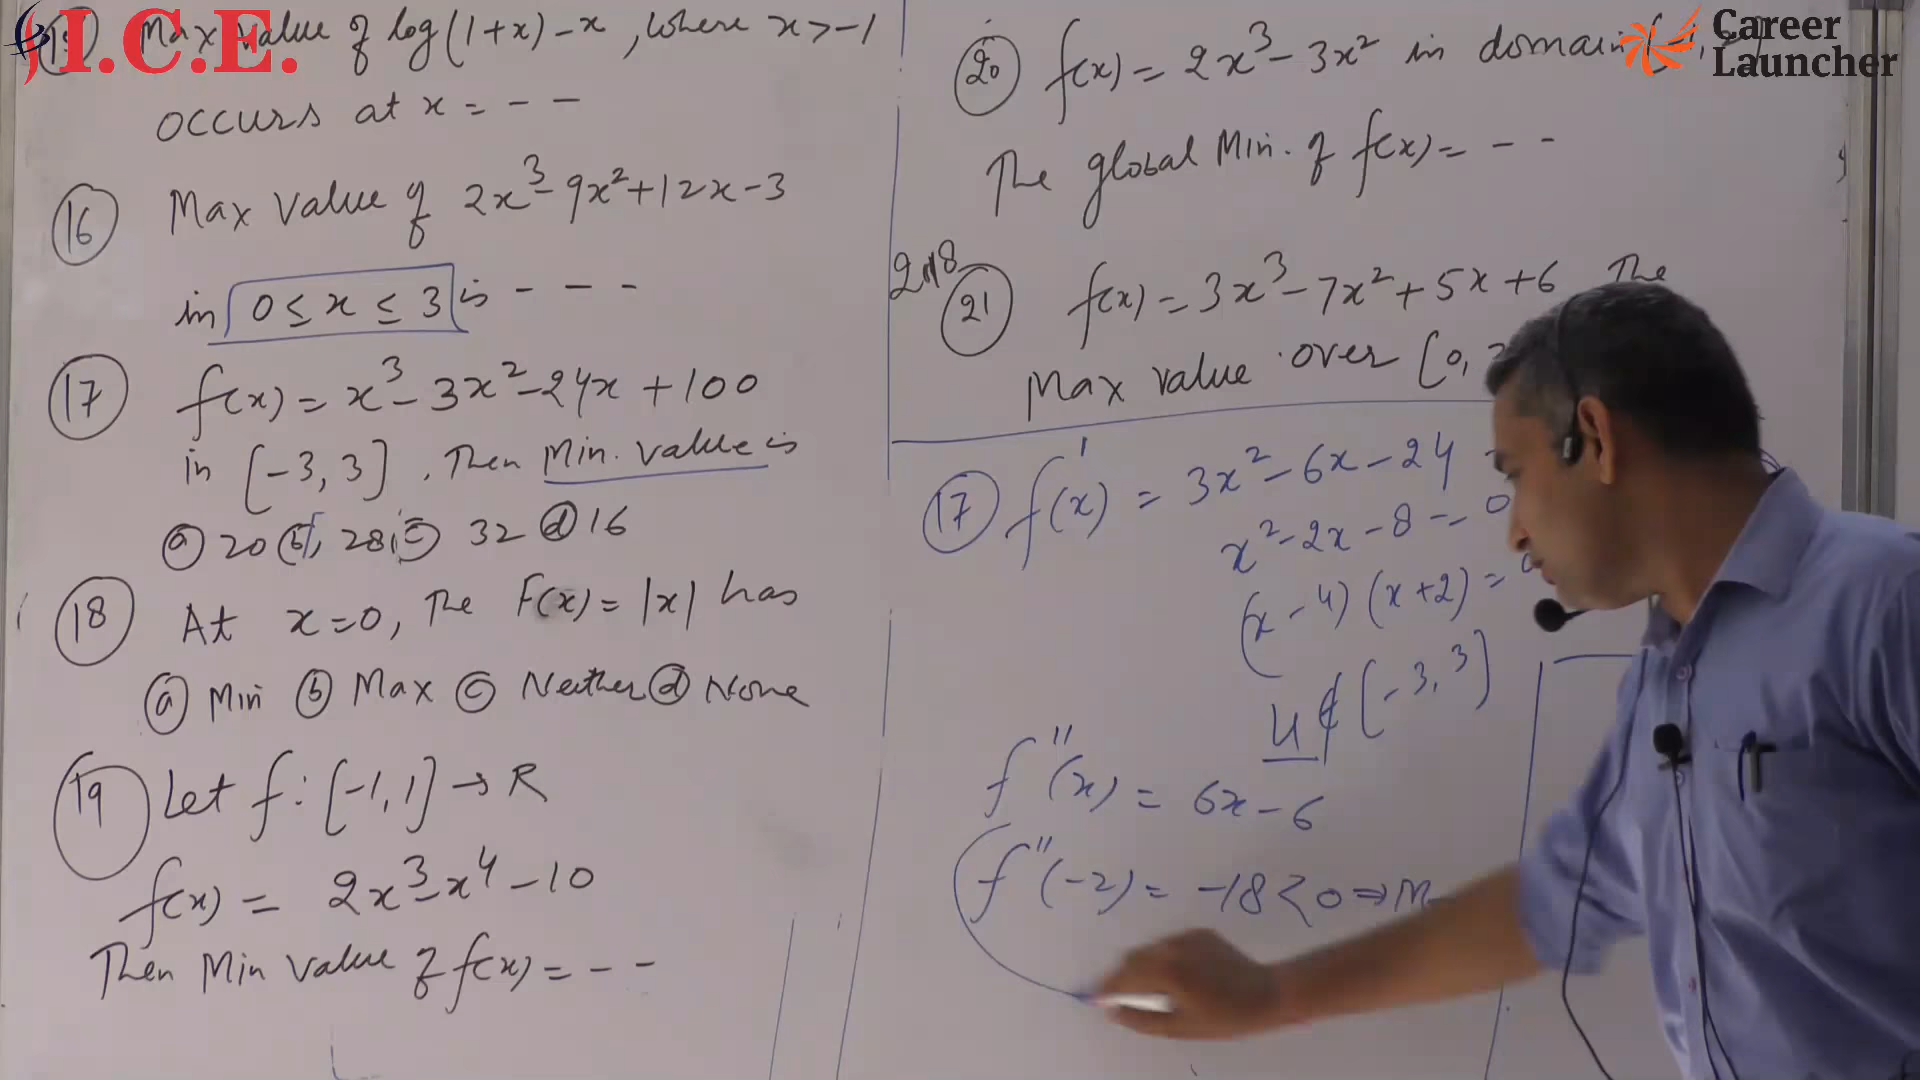 I.C.E.
Career
Launcher
Max value of log(1+x)-x, where x>-1
occurs at x = - -
(16) Max value of 2x³-9x²+12x-3
in 0≤x≤3 is - - -
(17) f(x) = x³-3x²-24x+100
in [-3,3], Then Min. value is
(a) 20 (b) 28 (c) 32 (d) 16
(18) At x=0, The F(x)=|x| has
(a) Min (b) Max (c) Neither (d) None
(19) Let f: [-1,1] → R
f(x) = 2x³-x⁴-10
Then Min value of f(x) = - -
(20) f(x) = 2x³-3x² in domain
The global Min. of f(x) = - -
(21) f(x) = 3x³-7x²+5x+6 The
Max value over [0,
(17) f'(x) = 3x²-6x-24
x²-2x-8=0
(x-4)(x+2)=
4∉[-3,3]
f''(x) = 6x-6
f''(-2) = -18<0 ⇒